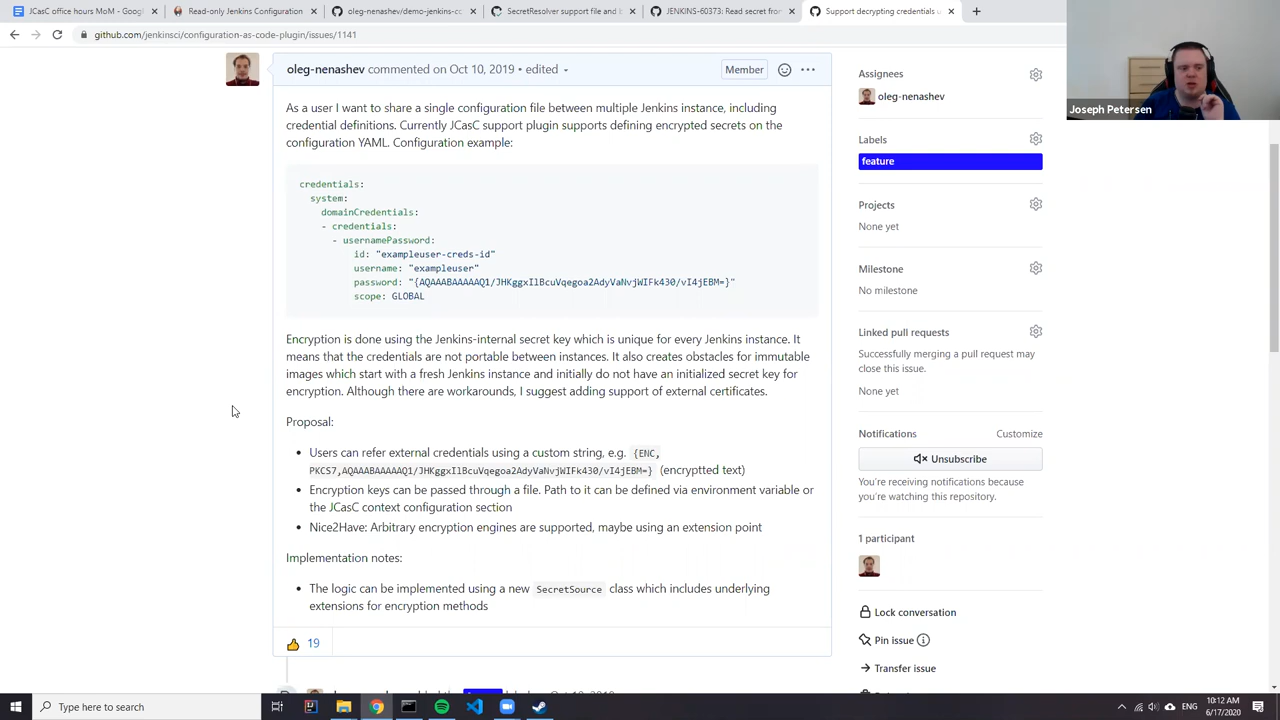 JCasC office hours MoM - Googl
Read-only Jenkins Configuration
oleg-nenashev/demo-jenkins-co
SecretResolver support file and b
JENKINS-60373: Read secret from
Support decrypting credentials u
github.com/jenkinsci/configuration-as-code-plugin/issues/1141
Joseph Petersen
oleg-nenashev commented on Oct 10, 2019 • edited
Member
As a user I want to share a single configuration file between multiple Jenkins instance, including
credential definitions. Currently JCasC support plugin supports defining encrypted secrets on the
configuration YAML. Configuration example:
credentials:
system:
domainCredentials:
- credentials:
- usernamePassword:
id: "exampleuser-creds-id"
username: "exampleuser"
password: "{AQAAABAAAAAQ1/JHKggxIlBcuVqegoa2AdyVaNvjWIFk430/vI4jEBM=}"
scope: GLOBAL
Encryption is done using the Jenkins-internal secret key which is unique for every Jenkins instance. It
means that the credentials are not portable between instances. It also creates obstacles for immutable
images which start with a fresh Jenkins instance and initially do not have an initialized secret key for
encryption. Although there are workarounds, I suggest adding support of external certificates.
Proposal:
• Users can refer external credentials using a custom string, e.g. {ENC,
PKCS7,AQAAABAAAAAQ1/JHKggxIlBcuVqegoa2AdyVaNvjWIFk430/vI4jEBM=} (encryptted text)
• Encryption keys can be passed through a file. Path to it can be defined via environment variable or
the JCasC context configuration section
• Nice2Have: Arbitrary encryption engines are supported, maybe using an extension point
Implementation notes:
• The logic can be implemented using a new SecretSource class which includes underlying
extensions for encryption methods
19
Assignees
oleg-nenashev
Labels
feature
Projects
None yet
Milestone
No milestone
Linked pull requests
Successfully merging a pull request may
close this issue.
None yet
Notifications
Customize
Unsubscribe
You're receiving notifications because
you're watching this repository.
1 participant
Lock conversation
Pin issue
Transfer issue
Type here to search
ENG
10:12 AM
6/17/2020